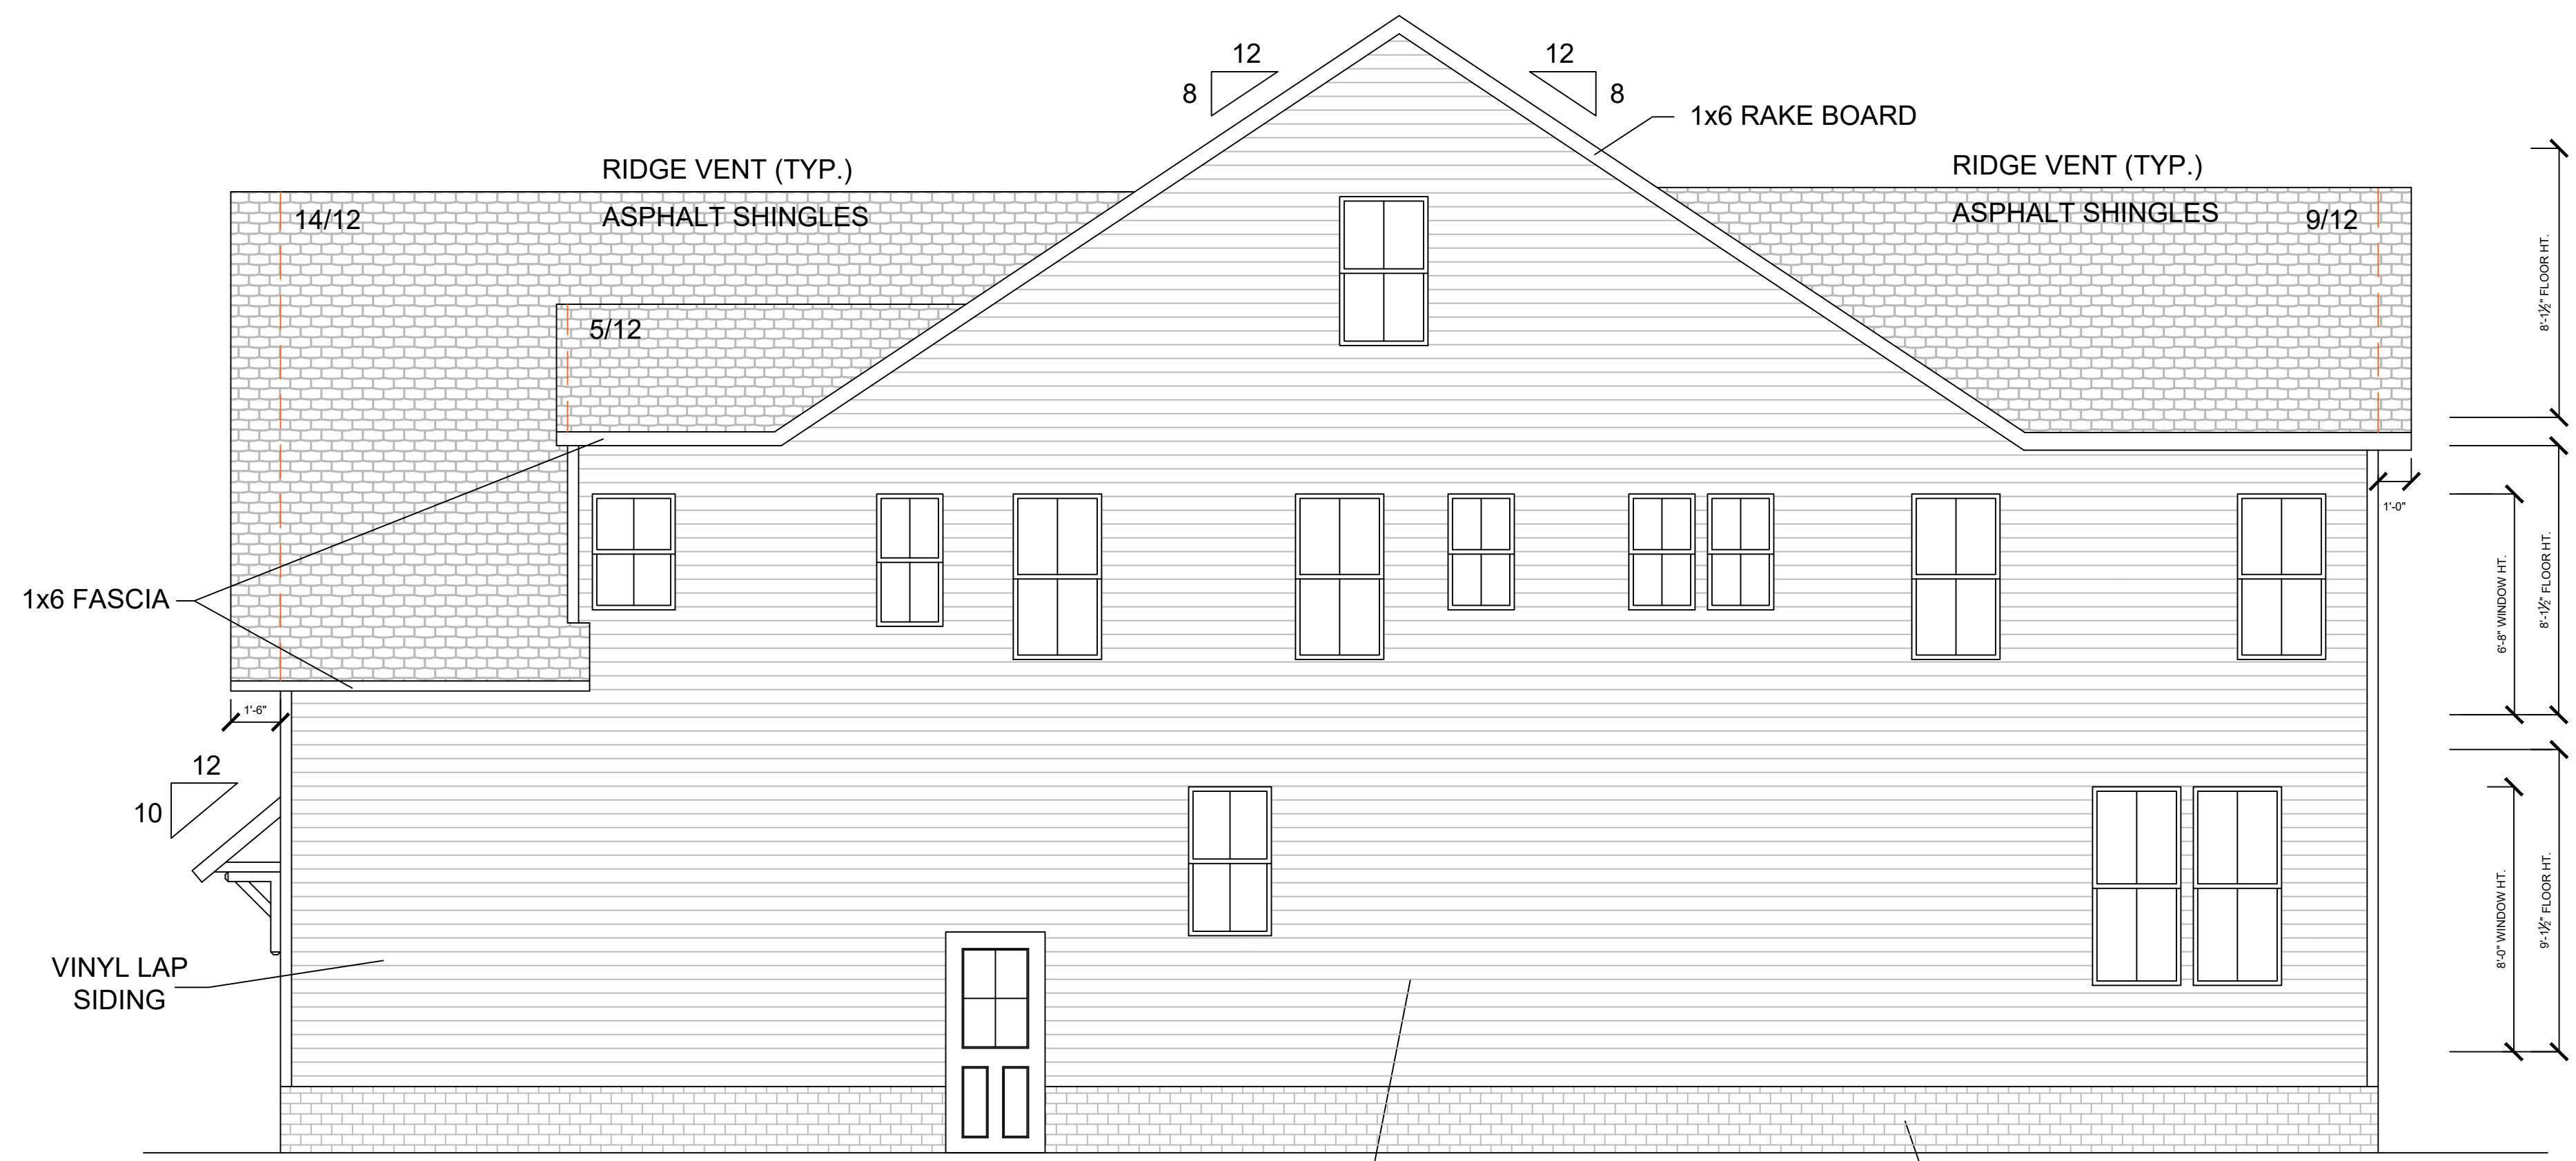 12
12
8
8
1x6 RAKE BOARD
RIDGE VENT (TYP.)
RIDGE VENT (TYP.)
14/12
ASPHALT SHINGLES
ASPHALT SHINGLES
9/12
8'-1½" FLOOR HT.
5/12
1'-0"
1x6 FASCIA
6'-8" WINDOW HT.
8'-1½" FLOOR HT.
1'-6"
12
10
8'-0" WINDOW HT.
9'-1½" FLOOR HT.
VINYL LAP
SIDING